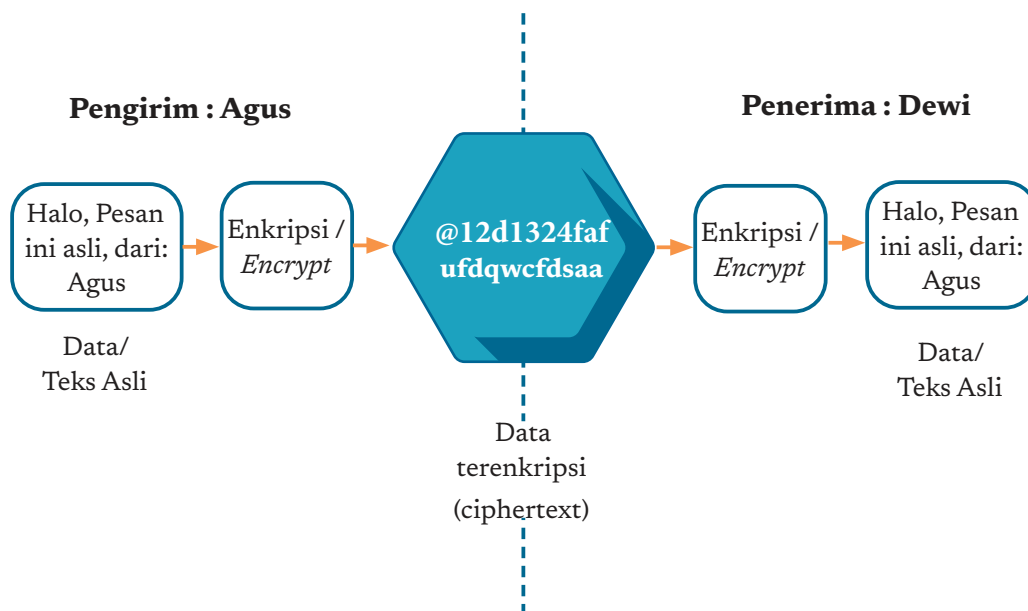 Pengirim : Agus
Penerima : Dewi
Halo, Pesan
ini asli, dari:
Agus
Data/
Teks Asli
Enkripsi /
Encrypt
@12d1324faf
ufdqwcfdsaa
Data
terenkripsi
(ciphertext)
Enkripsi /
Encrypt
Halo, Pesan
ini asli, dari:
Agus
Data/
Teks Asli